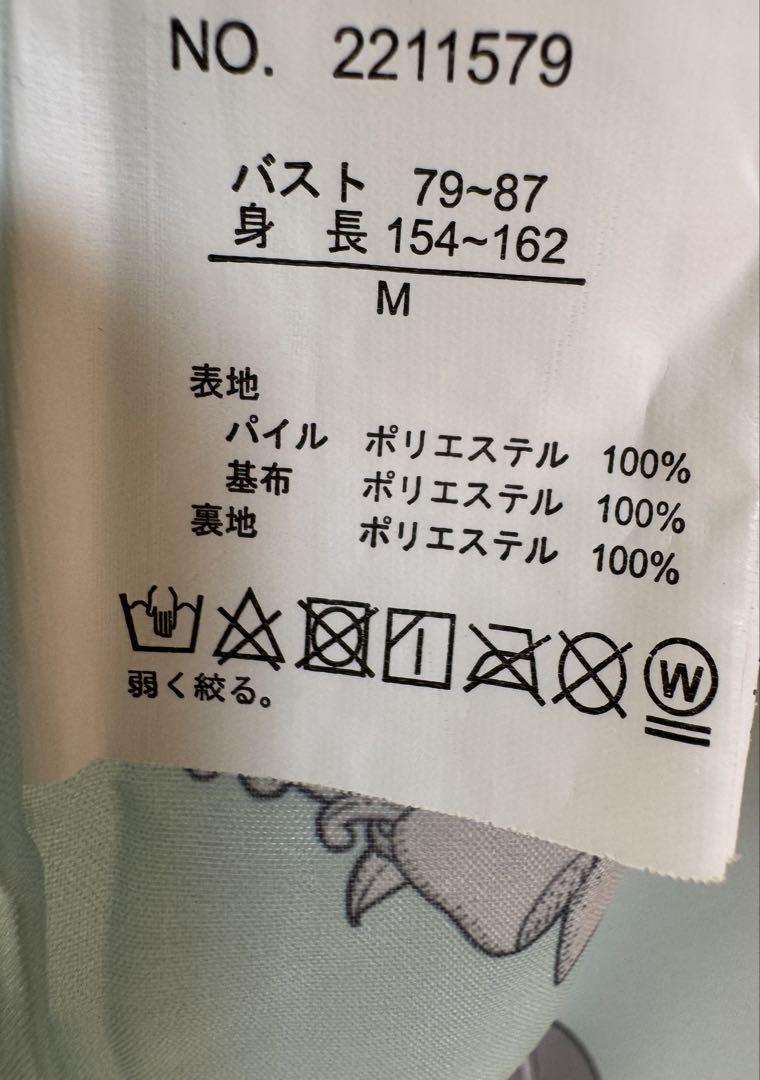 NO. 2211579
バスト 79~87
身 長 154~162
M
表地
パイル ポリエステル 100%
基布 ポリエステル 100%
裏地 ポリエステル 100%
W
弱く絞る。